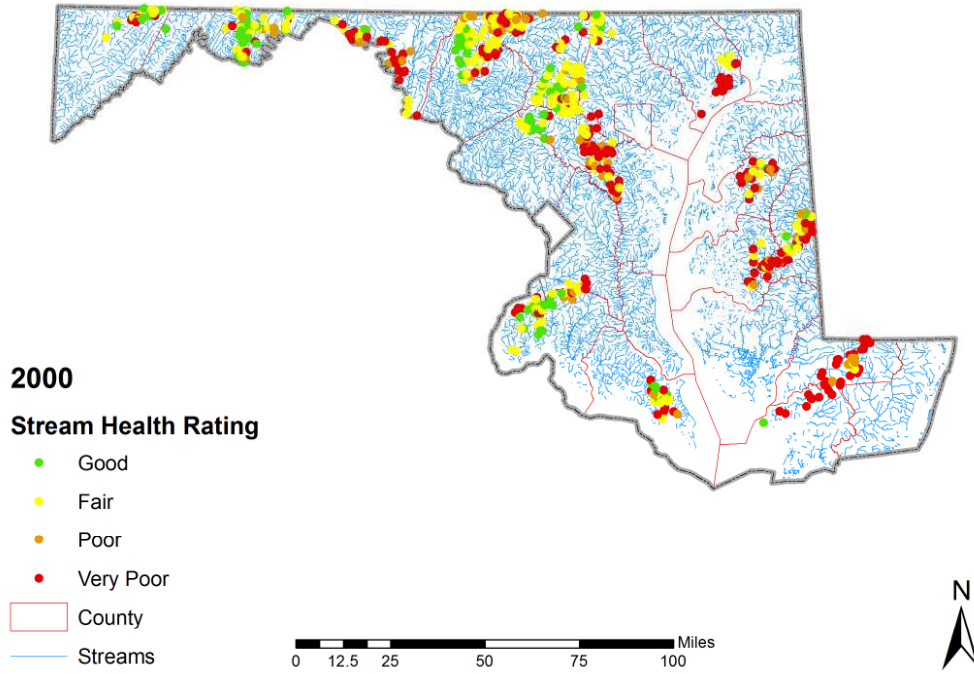 2000
Stream Health Rating
Good
Fair
Poor
Very Poor
County
Streams
Miles
0 12.5 25 50 75 100
N